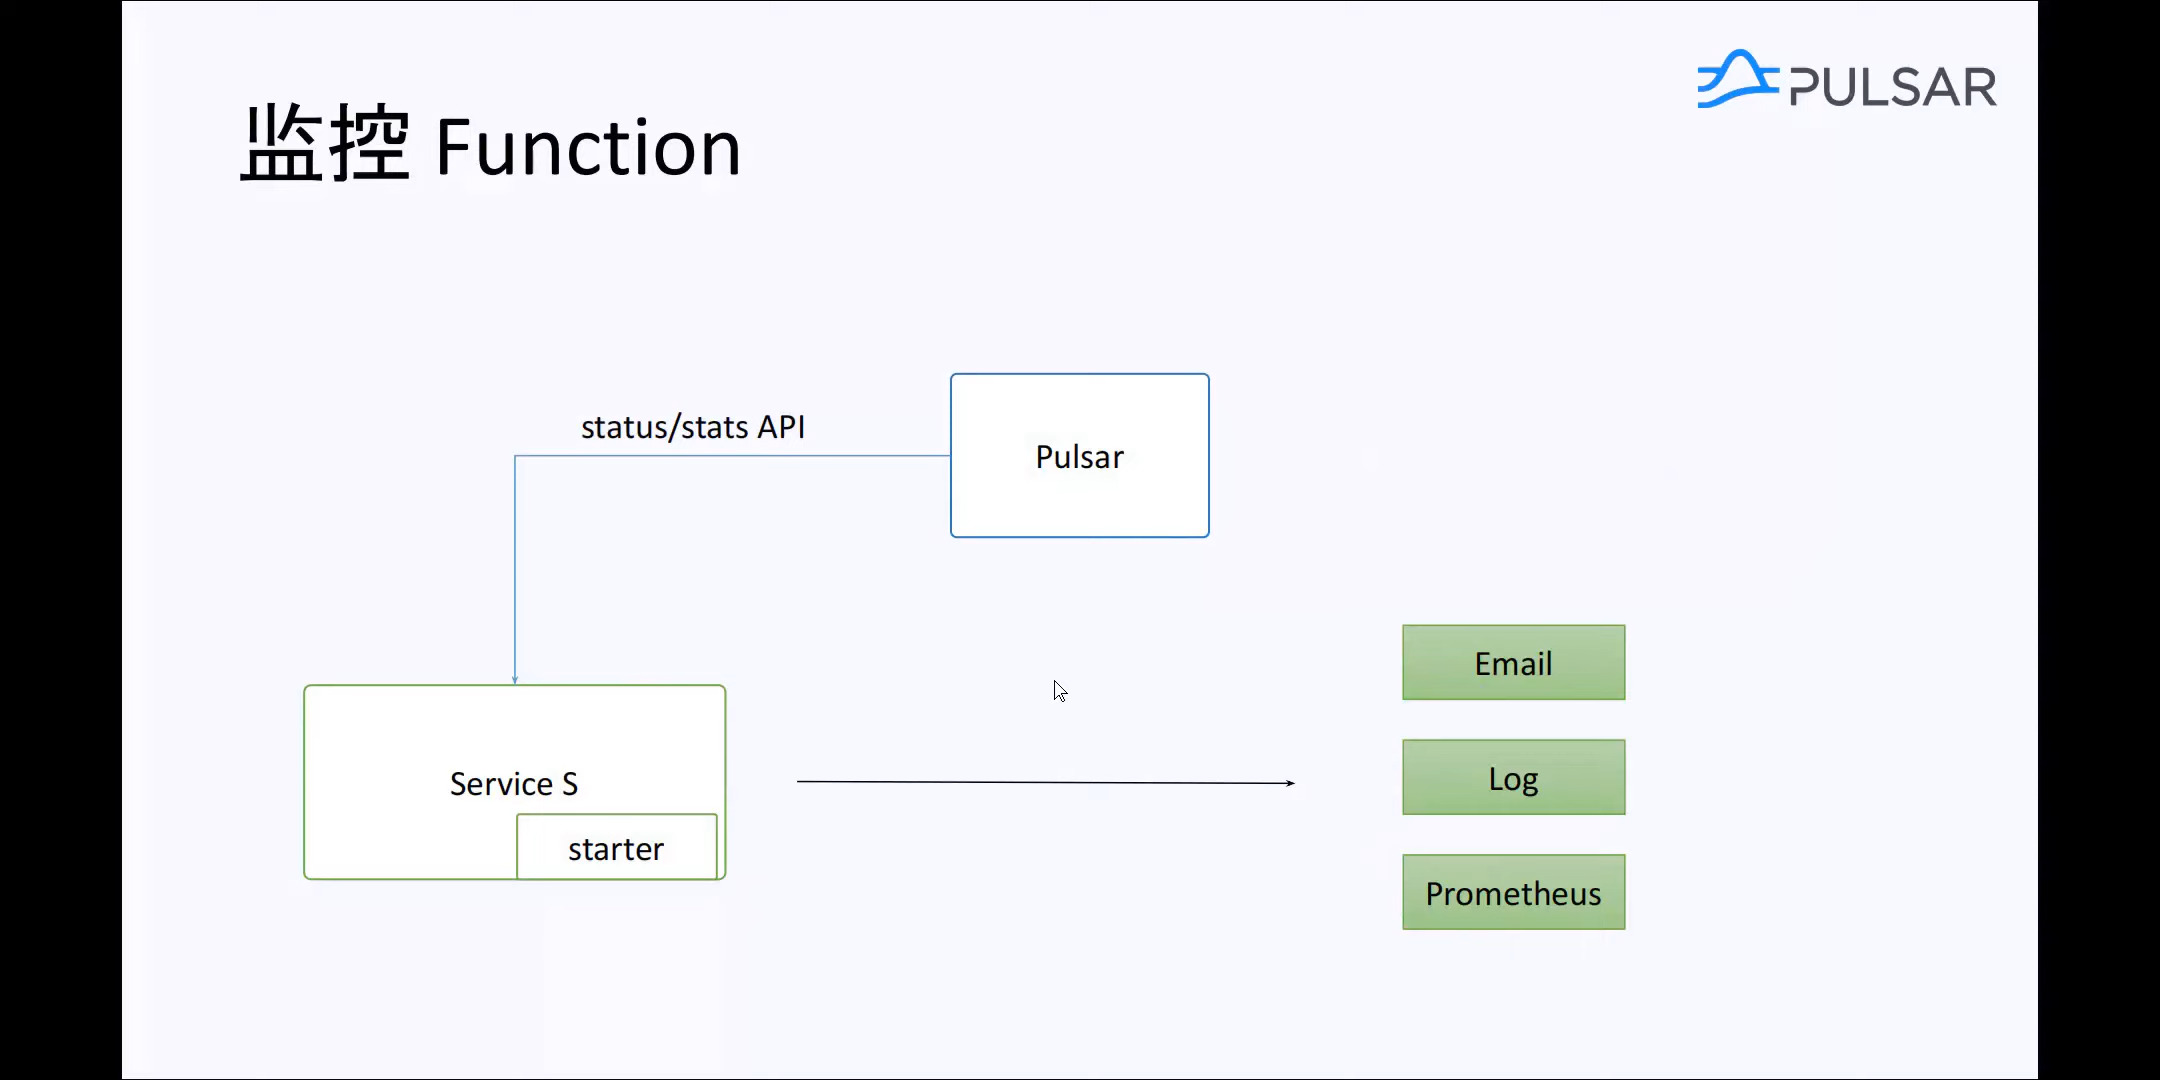 监控 Function
PULSAR
status/stats API
Pulsar
Service S
starter
Email
Log
Prometheus